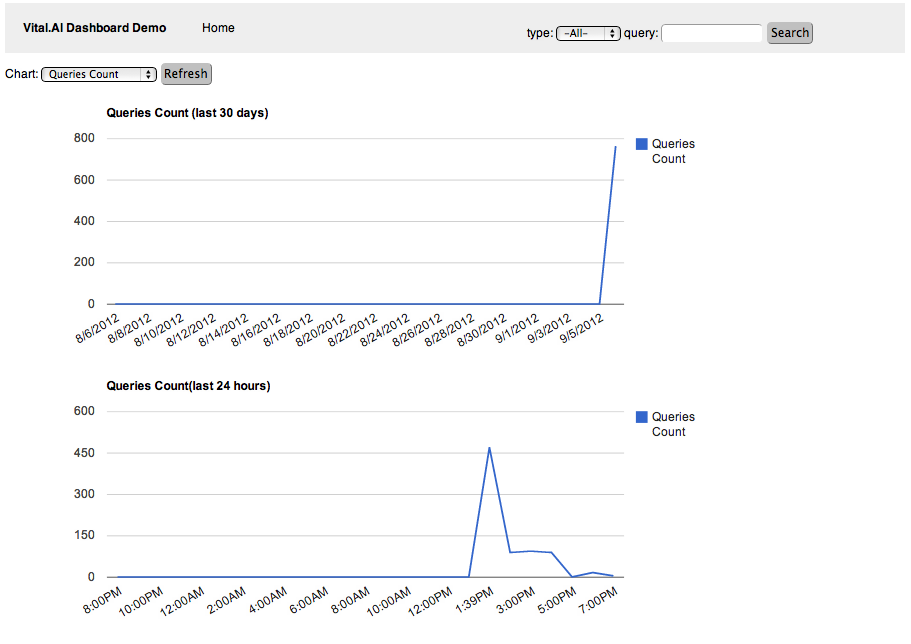 Vital.AI Dashboard Demo Home type: -All- query: Search
Chart: Queries Count Refresh
Queries Count (last 30 days)
800
600
400
200
0
Queries
Count
8/6/2012 8/8/2012 8/10/2012 8/12/2012 8/14/2012 8/16/2012 8/18/2012 8/20/2012 8/22/2012 8/24/2012 8/26/2012 8/28/2012 8/30/2012 9/1/2012 9/3/2012 9/5/2012
Queries Count(last 24 hours)
600
450
300
150
0
Queries
Count
8:00PM 10:00PM 12:00AM 2:00AM 4:00AM 6:00AM 8:00AM 10:00AM 12:00PM 1:39PM 3:00PM 5:00PM 7:00PM